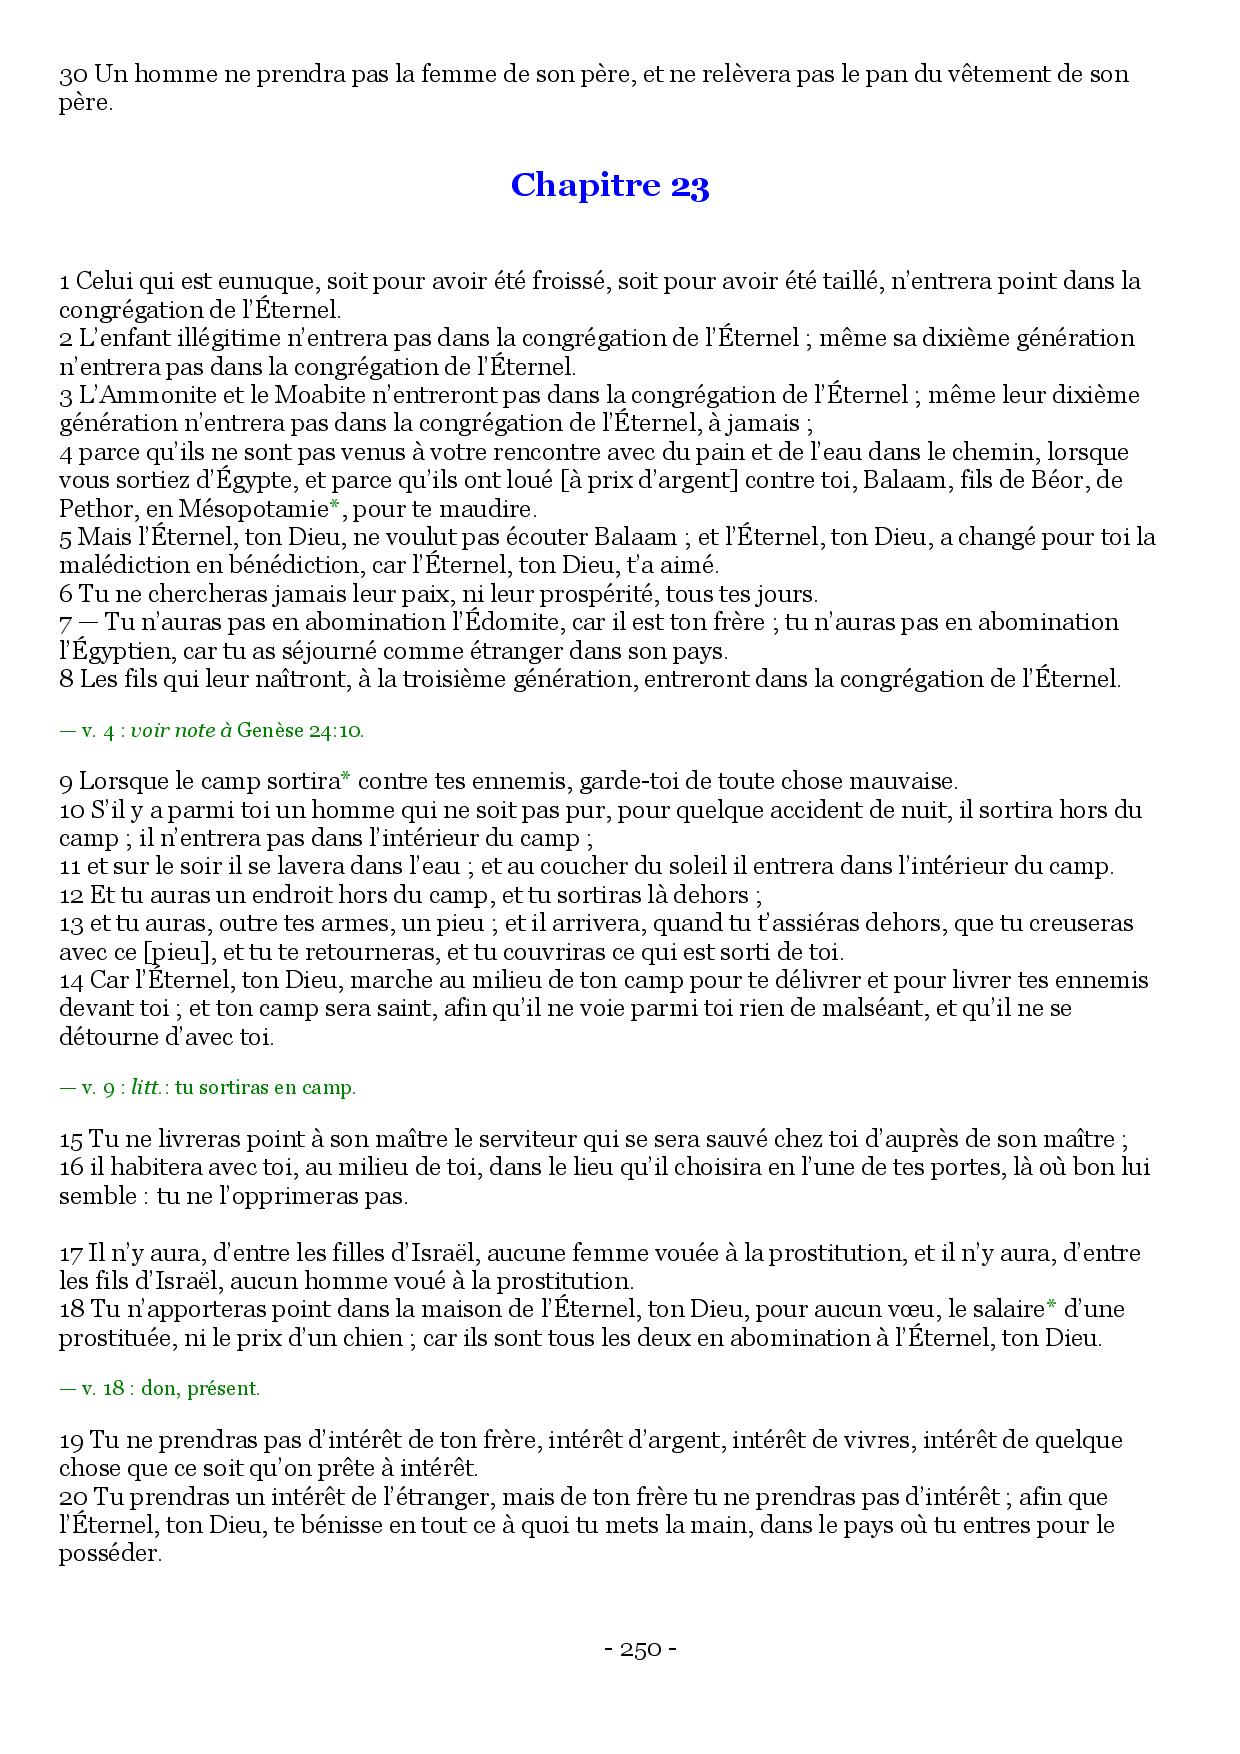 30 Un homme ne prendra pas la femme de son père, et ne relèvera pas le pan du vêtement de son
père.
Chapitre 23
1 Celui qui est eunuque, soit pour avoir été froissé, soit pour avoir été taillé, n’entrera point dans la
congrégation de l’Éternel.
2 L’enfant illégitime n’entrera pas dans la congrégation de l’Éternel ; même sa dixième génération
n’entrera pas dans la congrégation de l’Éternel.
3 L’Ammonite et le Moabite n’entreront pas dans la congrégation de l’Éternel ; même leur dixième
génération n’entrera pas dans la congrégation de l’Éternel, à jamais ;
4 parce qu’ils ne sont pas venus à votre rencontre avec du pain et de l’eau dans le chemin, lorsque
vous sortiez d’Égypte, et parce qu’ils ont loué [à prix d’argent] contre toi, Balaam, fils de Béor, de
Pethor, en Mésopotamie*, pour te maudire.
5 Mais l’Éternel, ton Dieu, ne voulut pas écouter Balaam ; et l’Éternel, ton Dieu, a changé pour toi la
malédiction en bénédiction, car l’Éternel, ton Dieu, t’a aimé.
6 Tu ne chercheras jamais leur paix, ni leur prospérité, tous tes jours.
7 — Tu n’auras pas en abomination l’Édomite, car il est ton frère ; tu n’auras pas en abomination
l’Égyptien, car tu as séjourné comme étranger dans son pays.
8 Les fils qui leur naîtront, à la troisième génération, entreront dans la congrégation de l’Éternel.
— v. 4 : voir note à Genèse 24:10.
9 Lorsque le camp sortira* contre tes ennemis, garde-toi de toute chose mauvaise.
10 S’il y a parmi toi un homme qui ne soit pas pur, pour quelque accident de nuit, il sortira hors du
camp ; il n’entrera pas dans l’intérieur du camp ;
11 et sur le soir il se lavera dans l’eau ; et au coucher du soleil il entrera dans l’intérieur du camp.
12 Et tu auras un endroit hors du camp, et tu sortiras là dehors ;
13 et tu auras, outre tes armes, un pieu ; et il arrivera, quand tu t’assiéras dehors, que tu creuseras
avec ce [pieu], et tu te retourneras, et tu couvriras ce qui est sorti de toi.
14 Car l’Éternel, ton Dieu, marche au milieu de ton camp pour te délivrer et pour livrer tes ennemis
devant toi ; et ton camp sera saint, afin qu’il ne voie parmi toi rien de malséant, et qu’il ne se
détourne d’avec toi.
— v. 9 : litt.: tu sortiras en camp.
15 Tu ne livreras point à son maître le serviteur qui se sera sauvé chez toi d’auprès de son maître ;
16 il habitera avec toi, au milieu de toi, dans le lieu qu’il choisira en l’une de tes portes, là où bon lui
semble : tu ne l’opprimeras pas.
17 Il n’y aura, d’entre les filles d’Israël, aucune femme vouée à la prostitution, et il n’y aura, d’entre
les fils d’Israël, aucun homme voué à la prostitution.
18 Tu n’apporteras point dans la maison de l’Éternel, ton Dieu, pour aucun vœu, le salaire* d’une
prostituée, ni le prix d’un chien ; car ils sont tous les deux en abomination à l’Éternel, ton Dieu.
— v. 18 : don, présent.
19 Tu ne prendras pas d’intérêt de ton frère, intérêt d’argent, intérêt de vivres, intérêt de quelque
chose que ce soit qu’on prête à intérêt.
20 Tu prendras un intérêt de l’étranger, mais de ton frère tu ne prendras pas d’intérêt ; afin que
l’Éternel, ton Dieu, te bénisse en tout ce à quoi tu mets la main, dans le pays où tu entres pour le
posséder.
- 250 -